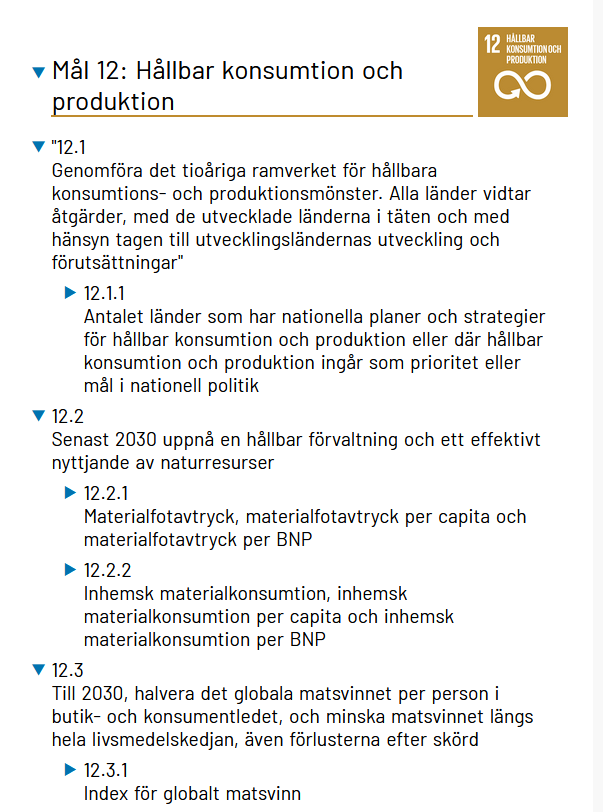 12 HÅLLBAR
KONSUMTION OCH
PRODUKTION
Mål 12: Hållbar konsumtion och
produktion
"12.1
Genomföra det tioåriga ramverket för hållbara
konsumtions- och produktionsmönster. Alla länder vidtar
åtgärder, med de utvecklade länderna i täten och med
hänsyn tagen till utvecklingsländernas utveckling och
förutsättningar"
12.1.1
Antalet länder som har nationella planer och strategier
för hållbar konsumtion och produktion eller där hållbar
konsumtion och produktion ingår som prioritet eller
mål i nationell politik
12.2
Senast 2030 uppnå en hållbar förvaltning och ett effektivt
nyttjande av naturresurser
12.2.1
Materialfotavtryck, materialfotavtryck per capita och
materialfotavtryck per BNP
12.2.2
Inhemsk materialkonsumtion, inhemsk
materialkonsumtion per capita och inhemsk
materialkonsumtion per BNP
12.3
Till 2030, halvera det globala matsvinnet per person i
butik- och konsumentledet, och minska matsvinnet längs
hela livsmedelskedjan, även förlusterna efter skörd
12.3.1
Index för globalt matsvinn